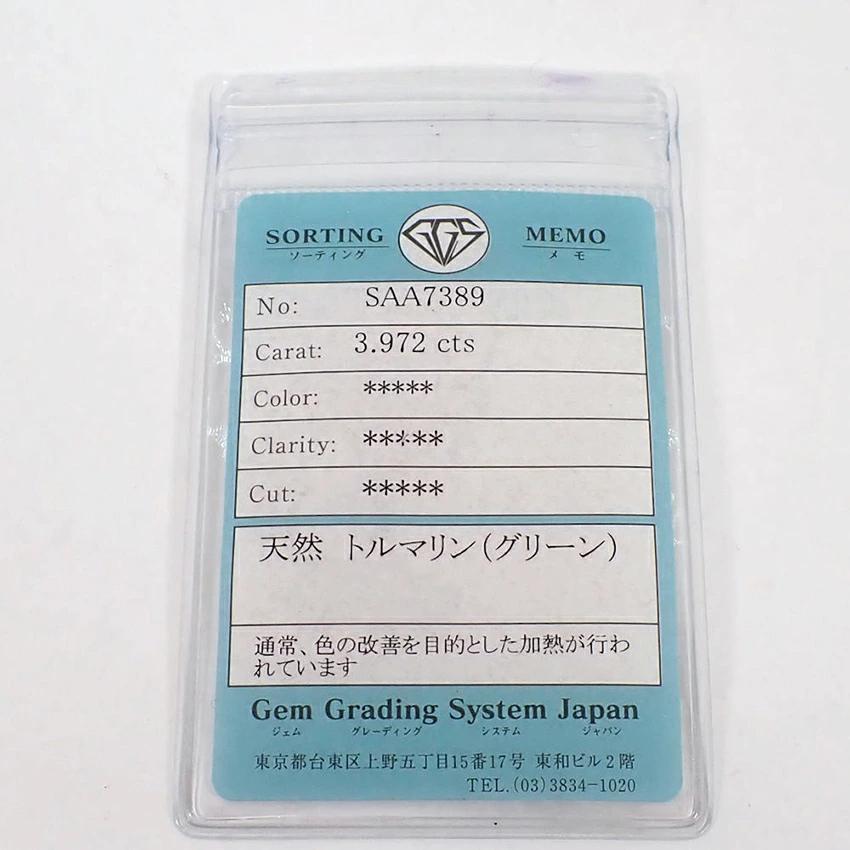 SORTING GGS MEMO
ソーティング メモ
No: SAA7389
Carat: 3.972 cts
Color: *****
Clarity: *****
Cut: *****
天然 トルマリン(グリーン)
通常、色の改善を目的とした加熱が行わ
れています
Gem Grading System Japan
ジェム グレーディング システム ジャパン
東京都台東区上野五丁目15番17号 東和ビル2階
TEL.(03)3834-1020